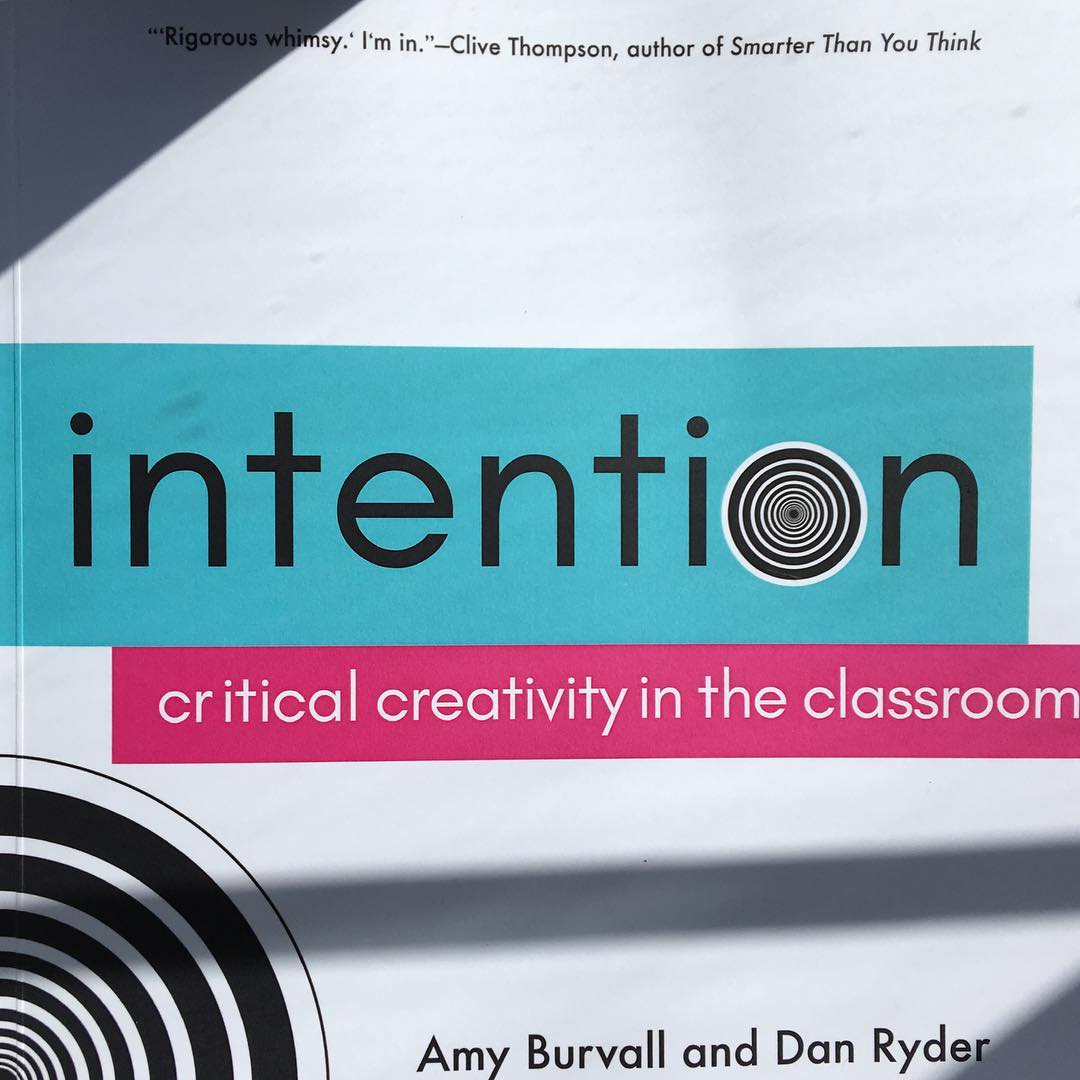 "'Rigorous whimsy.' I'm in."—Clive Thompson, author of Smarter Than You Think
intention
critical creativity in the classroom
Amy Burvall and Dan Ryder